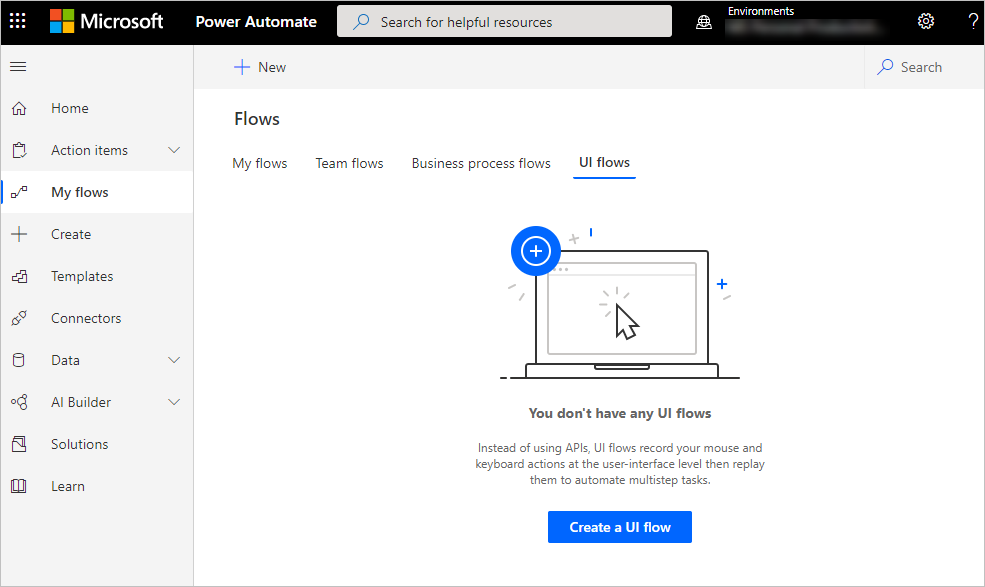 Microsoft
Power Automate
Search for helpful resources
Environments
?
New
Search
Home
Action items
My flows
Create
Templates
Connectors
Data
AI Builder
Solutions
Learn
Flows
My flows Team flows Business process flows UI flows
You don't have any UI flows
Instead of using APIs, UI flows record your mouse and
keyboard actions at the user-interface level then replay
them to automate multistep tasks.
Create a UI flow